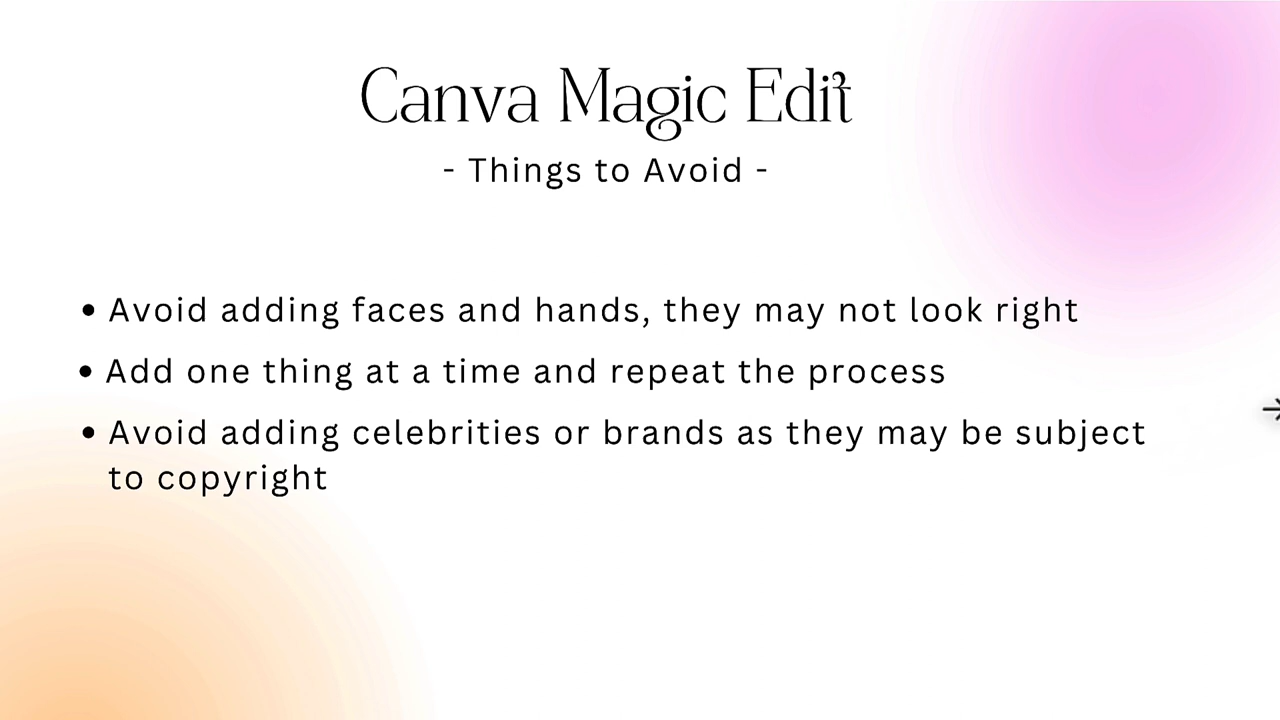 Canva Magic Edit
- Things to Avoid -
• Avoid adding faces and hands, they may not look right
• Add one thing at a time and repeat the process
• Avoid adding celebrities or brands as they may be subject
to copyright